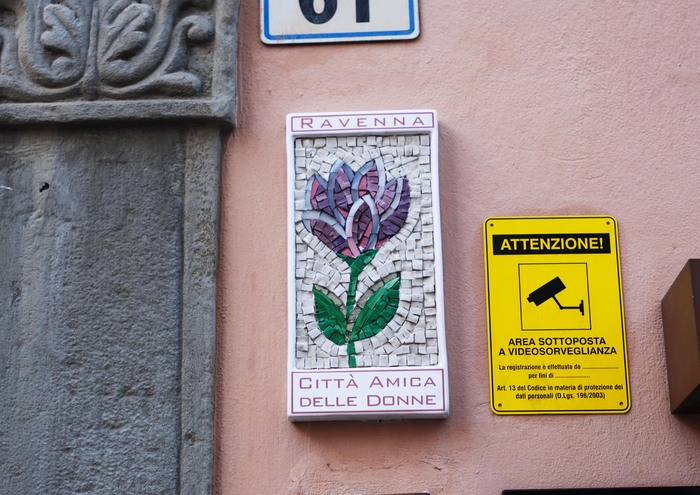 61
RAVENNA
CITTÀ AMICA
DELLE DONNE
ATTENZIONE!
AREA SOTTOPOSTA
A VIDEOSORVEGLIANZA
La registrazione è effettuata da ....................
per fini di ....................
Art. 13 del Codice in materia di protezione dei
dati personali (D.Lgs. 196/2003)